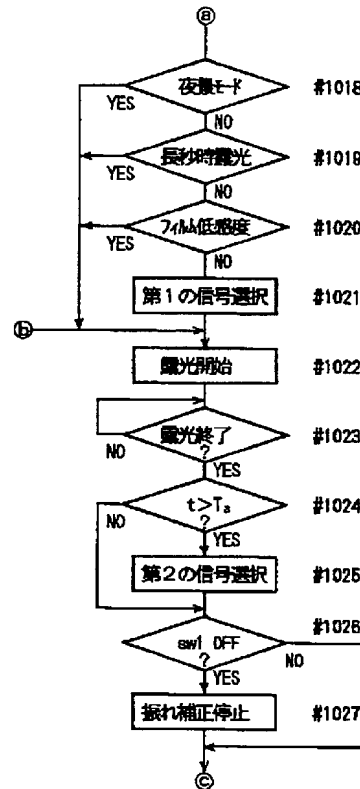 ⓐ
夜景モード #1018
YES
NO
長秒時露光 #1019
YES
NO
フィルム低感度 #1020
YES
NO
第1の信号選択 #1021
ⓑ
露光開始 #1022
露光終了 #1023
?
NO
YES
t>Ta #1024
?
NO
YES
第2の信号選択 #1025
#1026
sw1 OFF
?
NO
YES
振れ補正停止 #1027
ⓒ